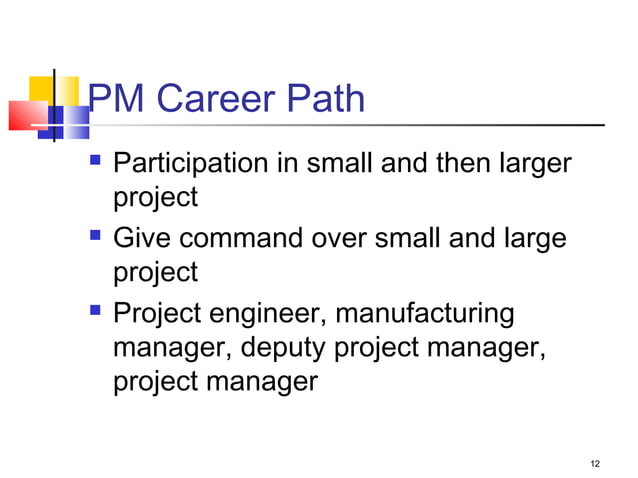 PM Career Path
Participation in small and then larger
project
Give command over small and large
project
Project engineer, manufacturing
manager, deputy project manager,
project manager
12